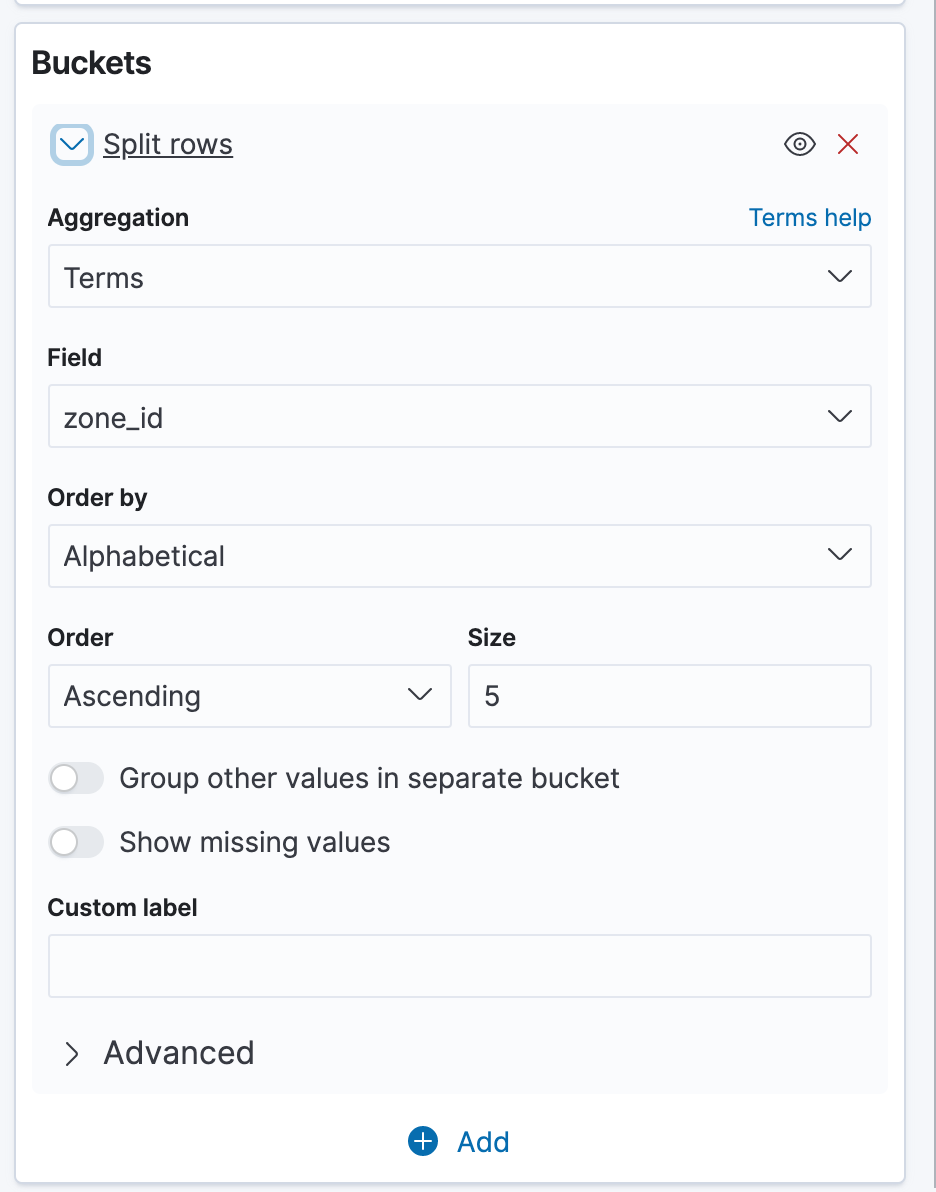 Buckets
Split rows
Aggregation Terms help
Terms
Field
zone_id
Order by
Alphabetical
Order Size
Ascending 5
Group other values in separate bucket
Show missing values
Custom label
Advanced
Add